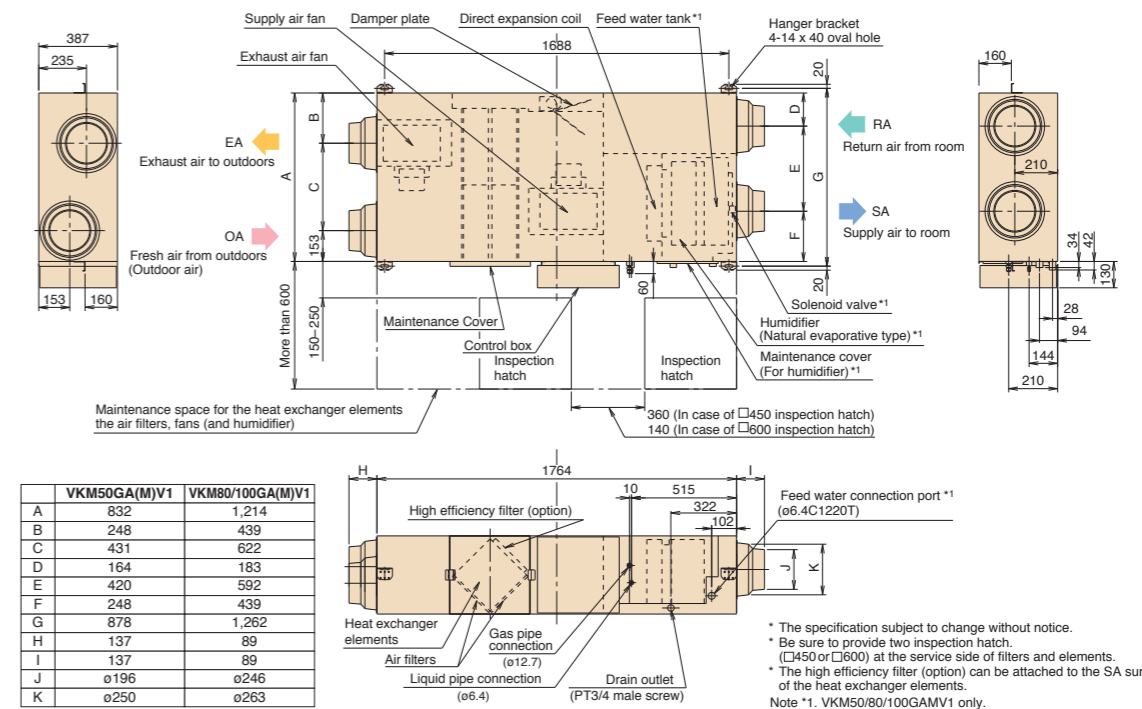 Supply air fan
Damper plate
Direct expansion coil
Feed water tank*1
Hanger bracket
4-14 x 40 oval hole
387
235
1688
20
160
Exhaust air fan
EA
Exhaust air to outdoors
OA
Fresh air from outdoors
(Outdoor air)
A
B
C
153
D
E
F
G
RA
Return air from room
SA
Supply air to room
210
34
42
130
28
94
144
210
153
160
More than 600
150–250
60
20
Solenoid valve*1
Humidifier
(Natural evaporative type)*1
Maintenance cover
(For humidifier)*1
Maintenance Cover
Control box
Inspection
hatch
Inspection
hatch
Maintenance space for the heat exchanger elements
the air filters, fans (and humidifier)
360 (In case of □450 inspection hatch)
140 (In case of □600 inspection hatch)
VKM50GA(M)V1 VKM80/100GA(M)V1
A 832 1,214
B 248 439
C 431 622
D 164 183
E 420 592
F 248 439
G 878 1,262
H 137 89
I 137 89
J ø196 ø246
K ø250 ø263
H
1764
I
10
515
322
102
J
K
High efficiency filter (option)
Feed water connection port *1
(ø6.4C1220T)
Heat exchanger
elements
Air filters
Gas pipe
connection
(ø12.7)
Liquid pipe connection
(ø6.4)
Drain outlet
(PT3/4 male screw)
* The specification subject to change without notice.
* Be sure to provide two inspection hatch.
(□450 or □600) at the service side of filters and elements.
* The high efficiency filter (option) can be attached to the SA sur
of the heat exchanger elements.
Note *1. VKM50/80/100GAMV1 only.